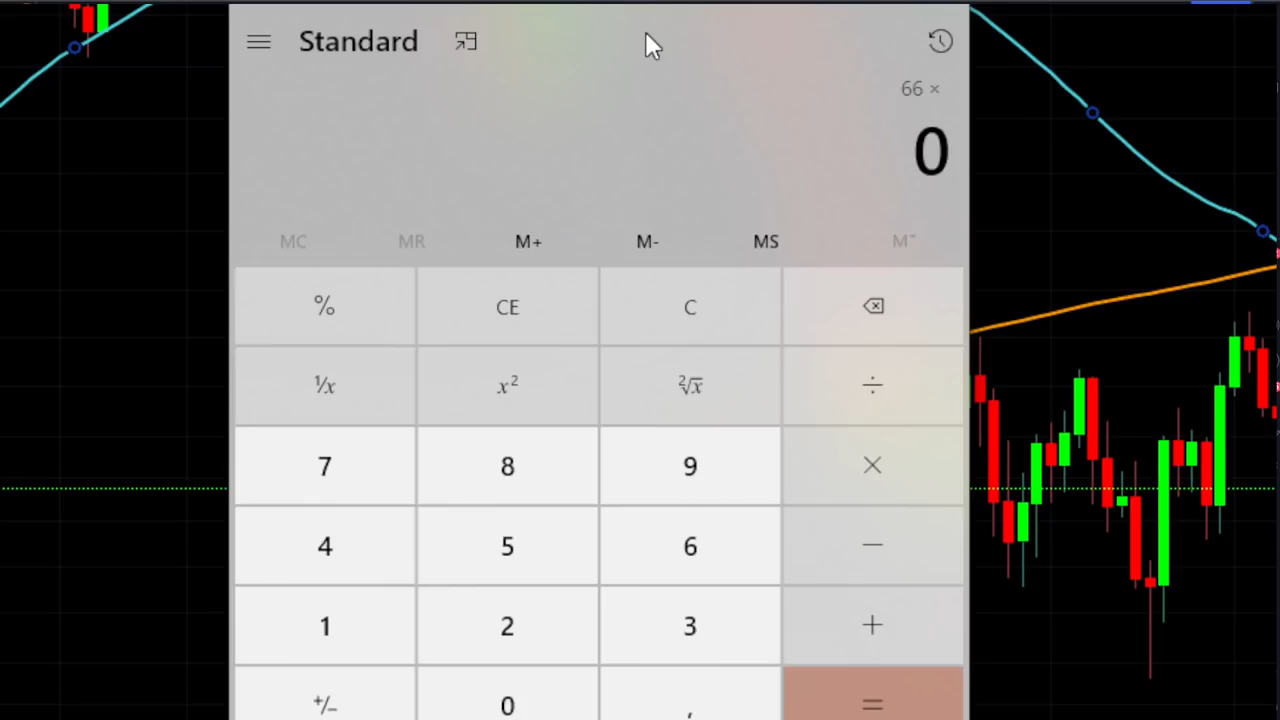 Standard
66 ×
0
MC MR M+ M- MS M˅
% CE C
¹/x x² ²√x ÷
7 8 9 ×
4 5 6 −
1 2 3 +
+/− 0 , =